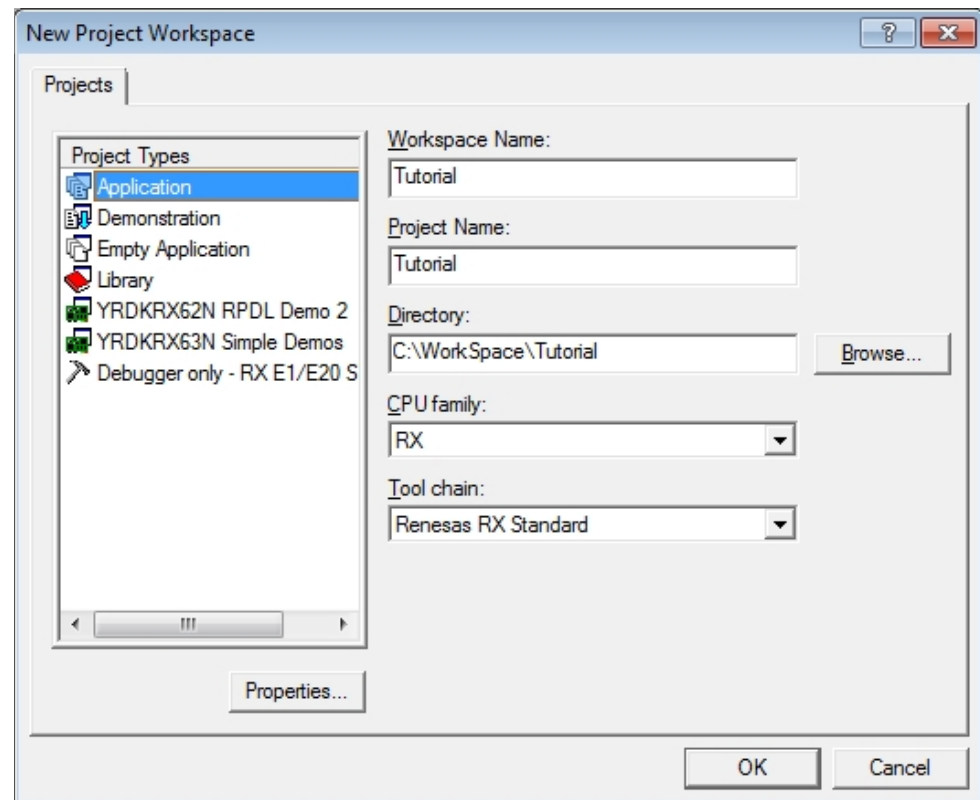 New Project Workspace
Projects
Project Types
Application
Demonstration
Empty Application
Library
YRDKRX62N RPDL Demo 2
YRDKRX63N Simple Demos
Debugger only - RX E1/E20 S
Properties...
Workspace Name:
Tutorial
Project Name:
Tutorial
Directory:
C:\WorkSpace\Tutorial
Browse...
CPU family:
RX
Tool chain:
Renesas RX Standard
OK
Cancel